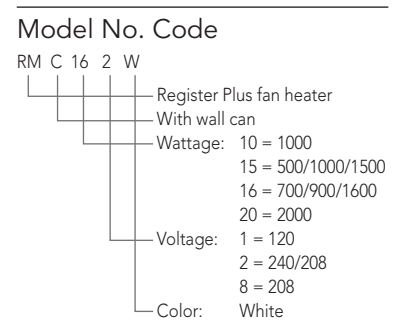 Model No. Code
RM C 16 2 W
Register Plus fan heater
With wall can
Wattage: 10 = 1000
15 = 500/1000/1500
16 = 700/900/1600
20 = 2000
Voltage: 1 = 120
2 = 240/208
8 = 208
Color: White